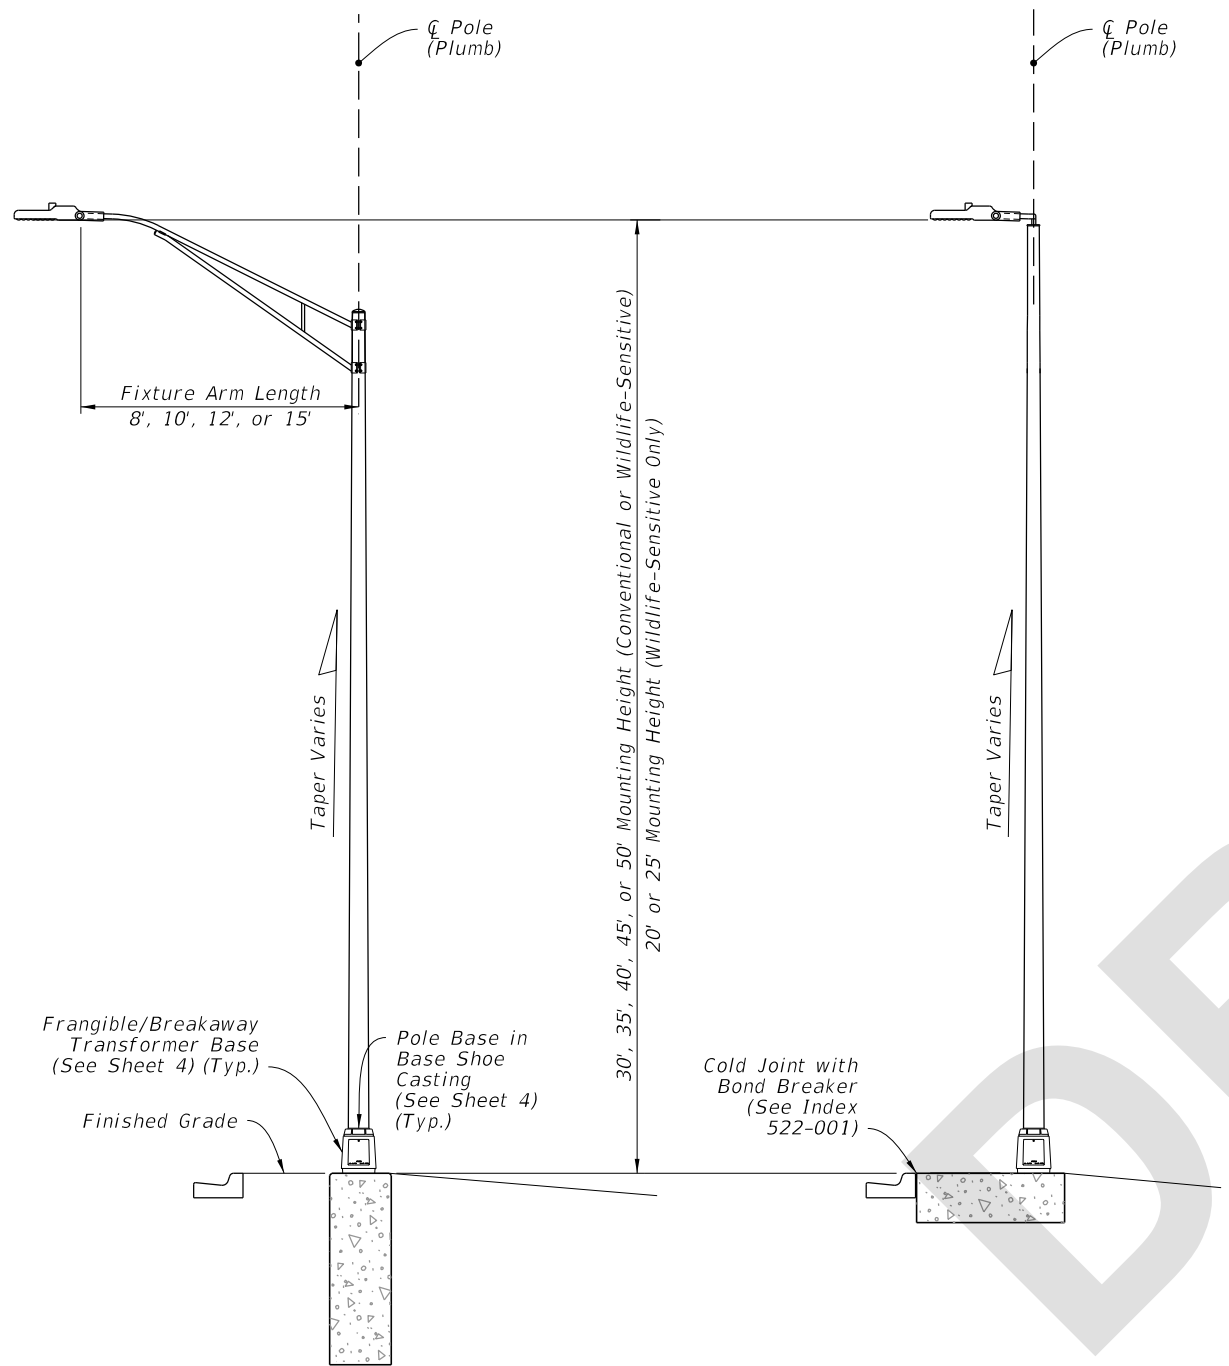 ℄ Pole
(Plumb)
℄ Pole
(Plumb)
Fixture Arm Length
8', 10', 12', or 15'
30', 35', 40', 45', or 50' Mounting Height (Conventional or Wildlife-Sensitive)
20' or 25' Mounting Height (Wildlife-Sensitive Only)
Taper Varies
Taper Varies
Frangible/Breakaway
Transformer Base
(See Sheet 4) (Typ.)
Pole Base in
Base Shoe
Casting
(See Sheet 4)
(Typ.)
Finished Grade
Cold Joint with
Bond Breaker
(See Index
522-001)